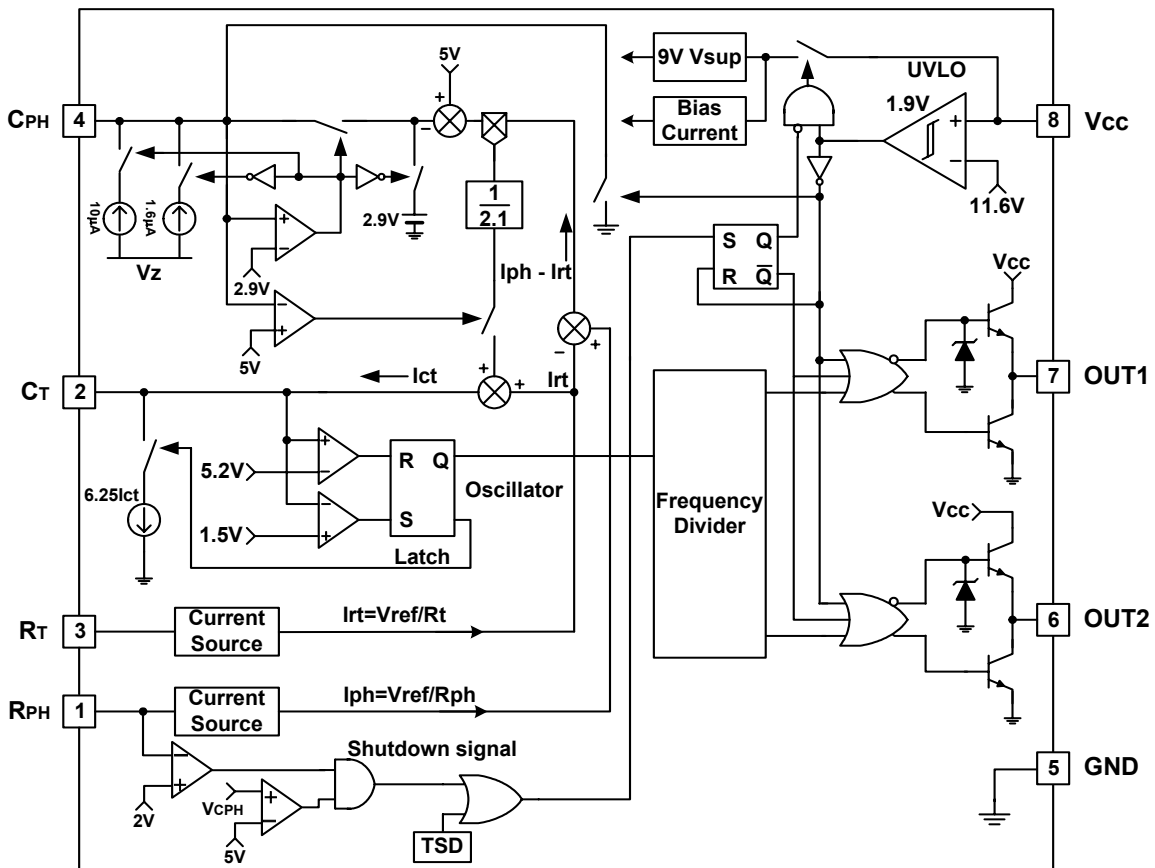 5V
9V Vsup
UVLO
1.9V
CPH
4
+
−
Bias
Current
+
−
8
Vcc
11.6V
10μA
1.6μA
1
2.1
2.9V
+
−
Vz
2.9V
Iph - Irt
S Q
R Q̅
Vcc
−
+
5V
−
+
7
OUT1
+
+
Irt
CT
2
Ict
+
−
5.2V
R Q
S
Oscillator
Latch
−
+
1.5V
6.25Ict
Frequency
Divider
Vcc
6
OUT2
RT
3
Current
Source
Irt=Vref/Rt
RPH
1
Current
Source
Iph=Vref/Rph
Shutdown signal
−
+
2V
VCPH
+
−
5V
TSD
5
GND